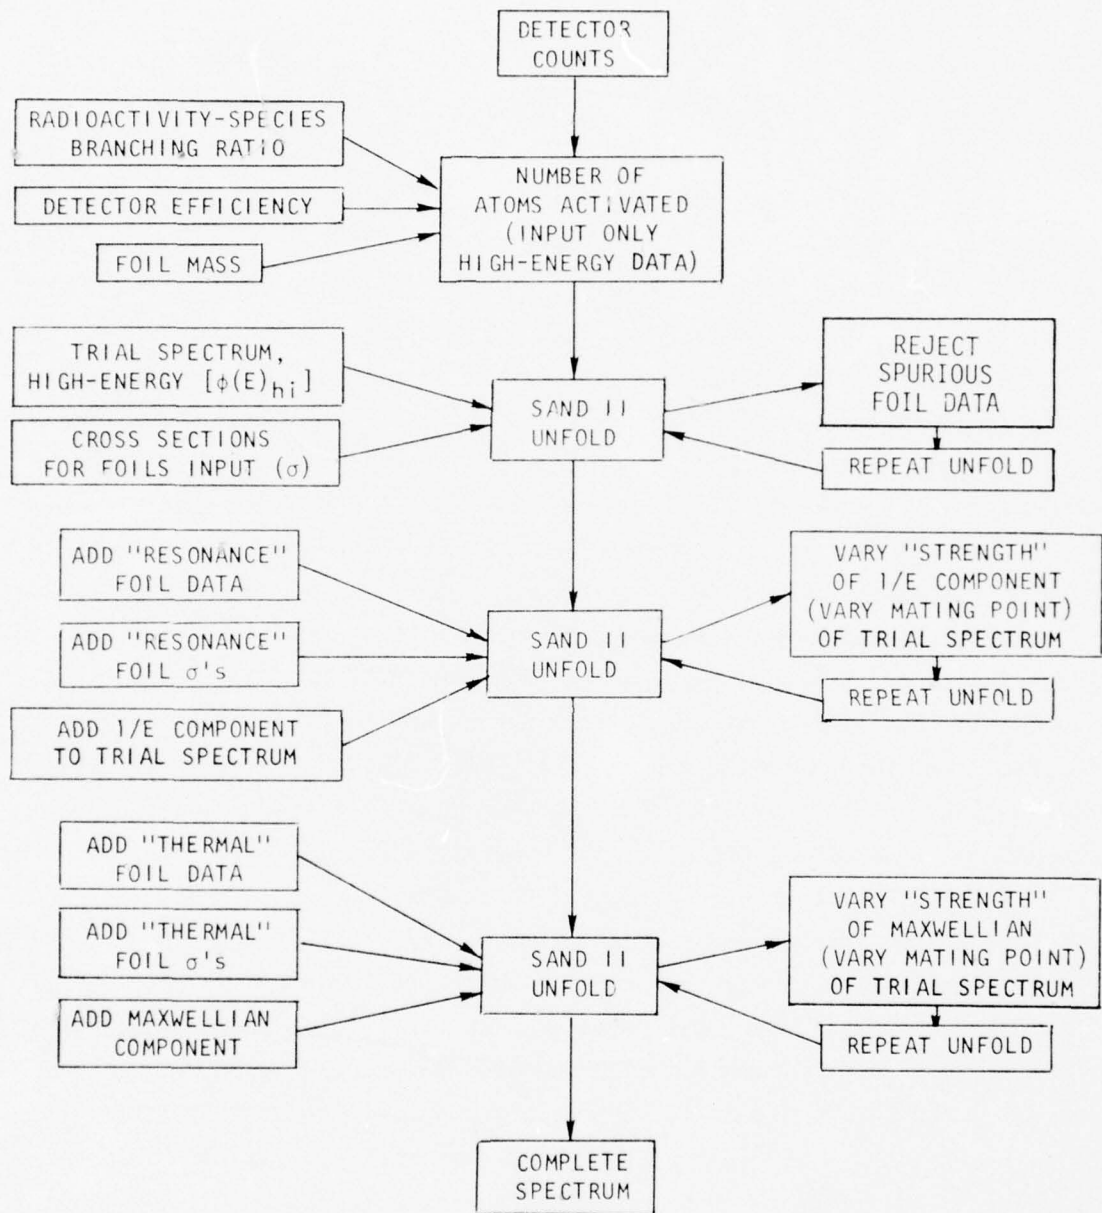 DETECTOR
COUNTS
RADIOACTIVITY-SPECIES
BRANCHING RATIO
DETECTOR EFFICIENCY
FOIL MASS
NUMBER OF
ATOMS ACTIVATED
(INPUT ONLY
HIGH-ENERGY DATA)
TRIAL SPECTRUM,
HIGH-ENERGY [ϕ(E)hi]
CROSS SECTIONS
FOR FOILS INPUT (σ)
SAND II
UNFOLD
REJECT
SPURIOUS
FOIL DATA
REPEAT UNFOLD
ADD "RESONANCE"
FOIL DATA
ADD "RESONANCE"
FOIL σ's
ADD 1/E COMPONENT
TO TRIAL SPECTRUM
SAND II
UNFOLD
VARY "STRENGTH"
OF 1/E COMPONENT
(VARY MATING POINT)
OF TRIAL SPECTRUM
REPEAT UNFOLD
ADD "THERMAL"
FOIL DATA
ADD "THERMAL"
FOIL σ's
ADD MAXWELLIAN
COMPONENT
SAND II
UNFOLD
VARY "STRENGTH"
OF MAXWELLIAN
(VARY MATING POINT)
OF TRIAL SPECTRUM
REPEAT UNFOLD
COMPLETE
SPECTRUM